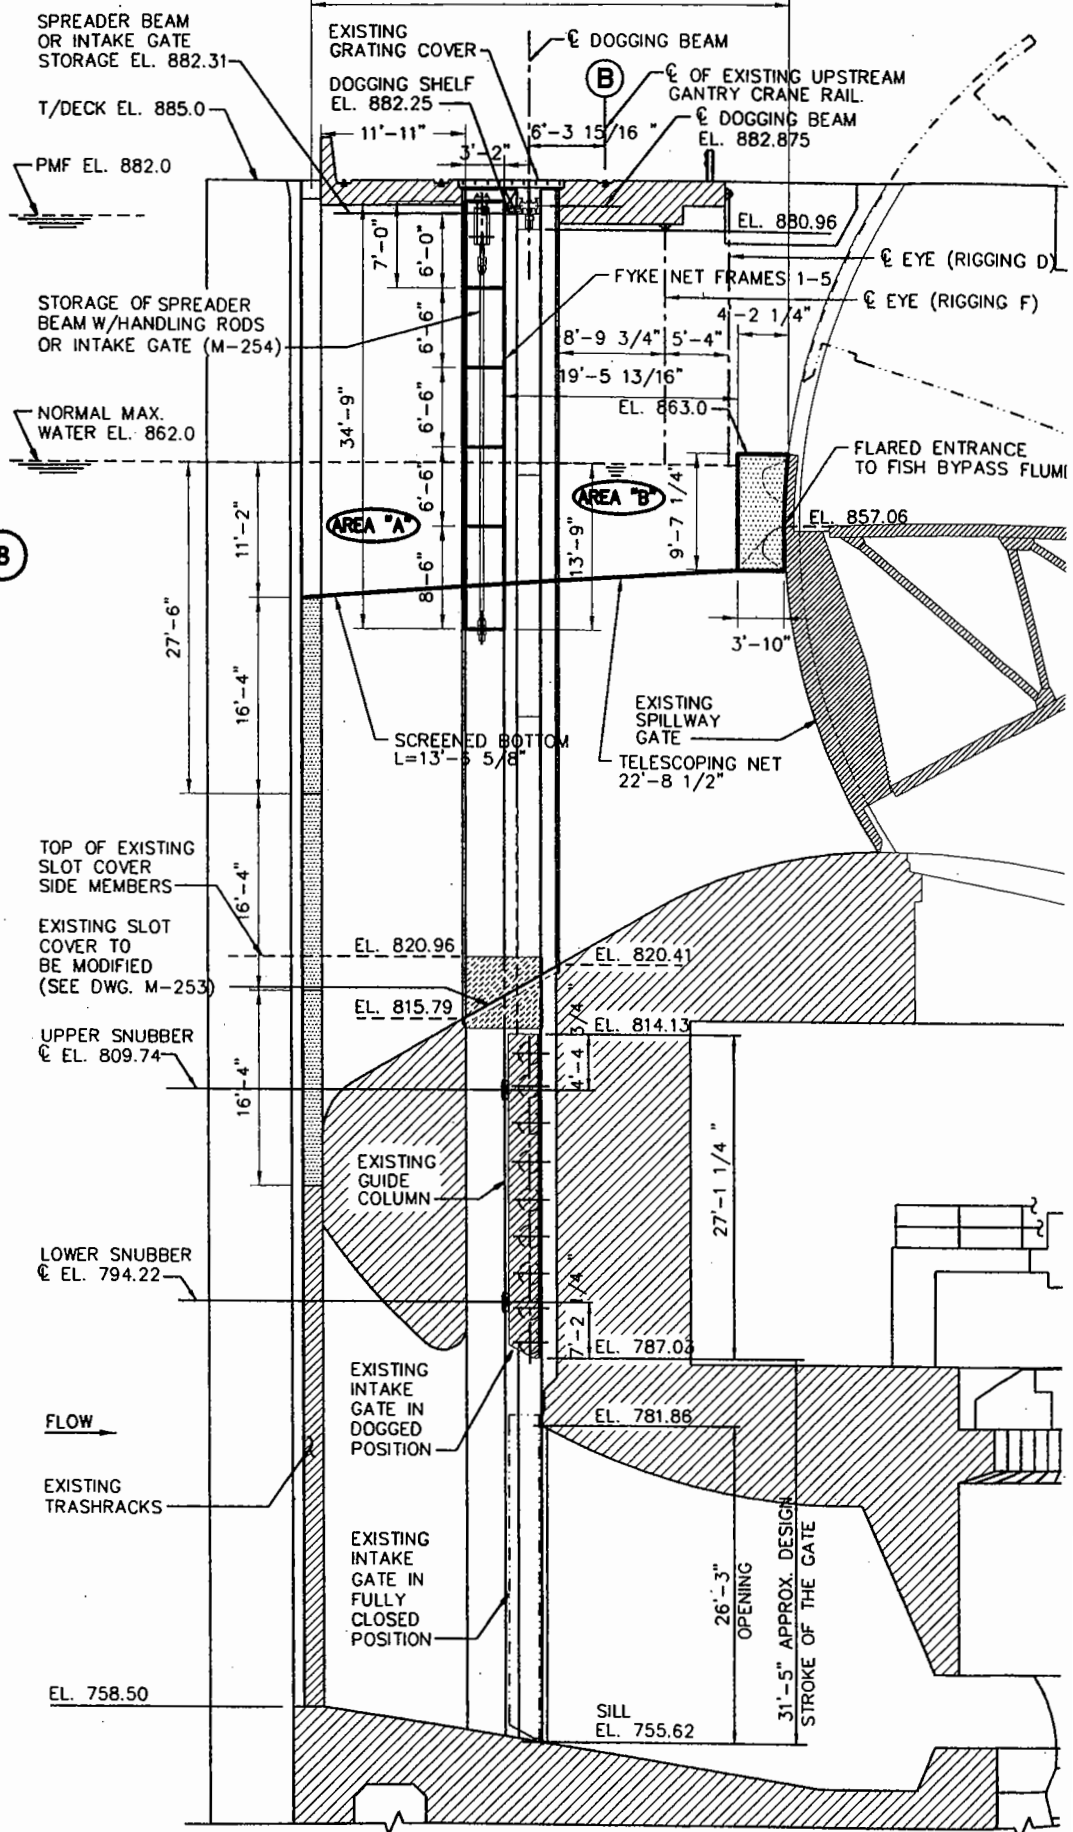 SPREADER BEAM
OR INTAKE GATE
STORAGE EL. 882.31
T/DECK EL. 885.0
PMF EL. 882.0
EXISTING
GRATING COVER
DOGGING SHELF
EL. 882.25
℄ DOGGING BEAM
B
℄ OF EXISTING UPSTREAM
GANTRY CRANE RAIL.
℄ DOGGING BEAM
EL. 882.875
11'-11"
3'-2"
6'-3 15/16 "
EL. 880.96
℄ EYE (RIGGING D)
℄ EYE (RIGGING F)
7'-0"
6'-0"
FYKE NET FRAMES 1-5
4'-2 1/4"
STORAGE OF SPREADER
BEAM W/HANDLING RODS
OR INTAKE GATE (M-254)
6'-6"
8'-9 3/4"
5'-4"
19'-5 13/16"
EL. 863.0
NORMAL MAX.
WATER EL. 862.0
34'-9"
6'-6"
FLARED ENTRANCE
TO FISH BYPASS FLUM
6'-6"
AREA "A"
AREA "B"
9'-7 1/4"
EL. 857.06
B
11'-2"
8'-6"
13'-9"
27'-6"
3'-10"
16'-4"
EXISTING
SPILLWAY
GATE
SCREENED BOTTOM
L=13'-6 5/8"
TELESCOPING NET
22'-8 1/2"
TOP OF EXISTING
SLOT COVER
SIDE MEMBERS
16'-4"
EXISTING SLOT
COVER TO
BE MODIFIED
(SEE DWG. M-253)
EL. 820.96
EL. 820.41
EL. 815.79
EL. 814.13
UPPER SNUBBER
℄ EL. 809.74
4'-4 3/4"
16'-4"
27'-1 1/4 "
EXISTING
GUIDE
COLUMN
LOWER SNUBBER
℄ EL. 794.22
7'-2 1/4"
EL. 787.03
EXISTING
INTAKE
GATE IN
DOGGED
POSITION
EL. 781.86
FLOW
EXISTING
TRASHRACKS
EXISTING
INTAKE
GATE IN
FULLY
CLOSED
POSITION
26'-3"
OPENING
31'-5" APPROX. DESIGN
STROKE OF THE GATE
EL. 758.50
SILL
EL. 755.62